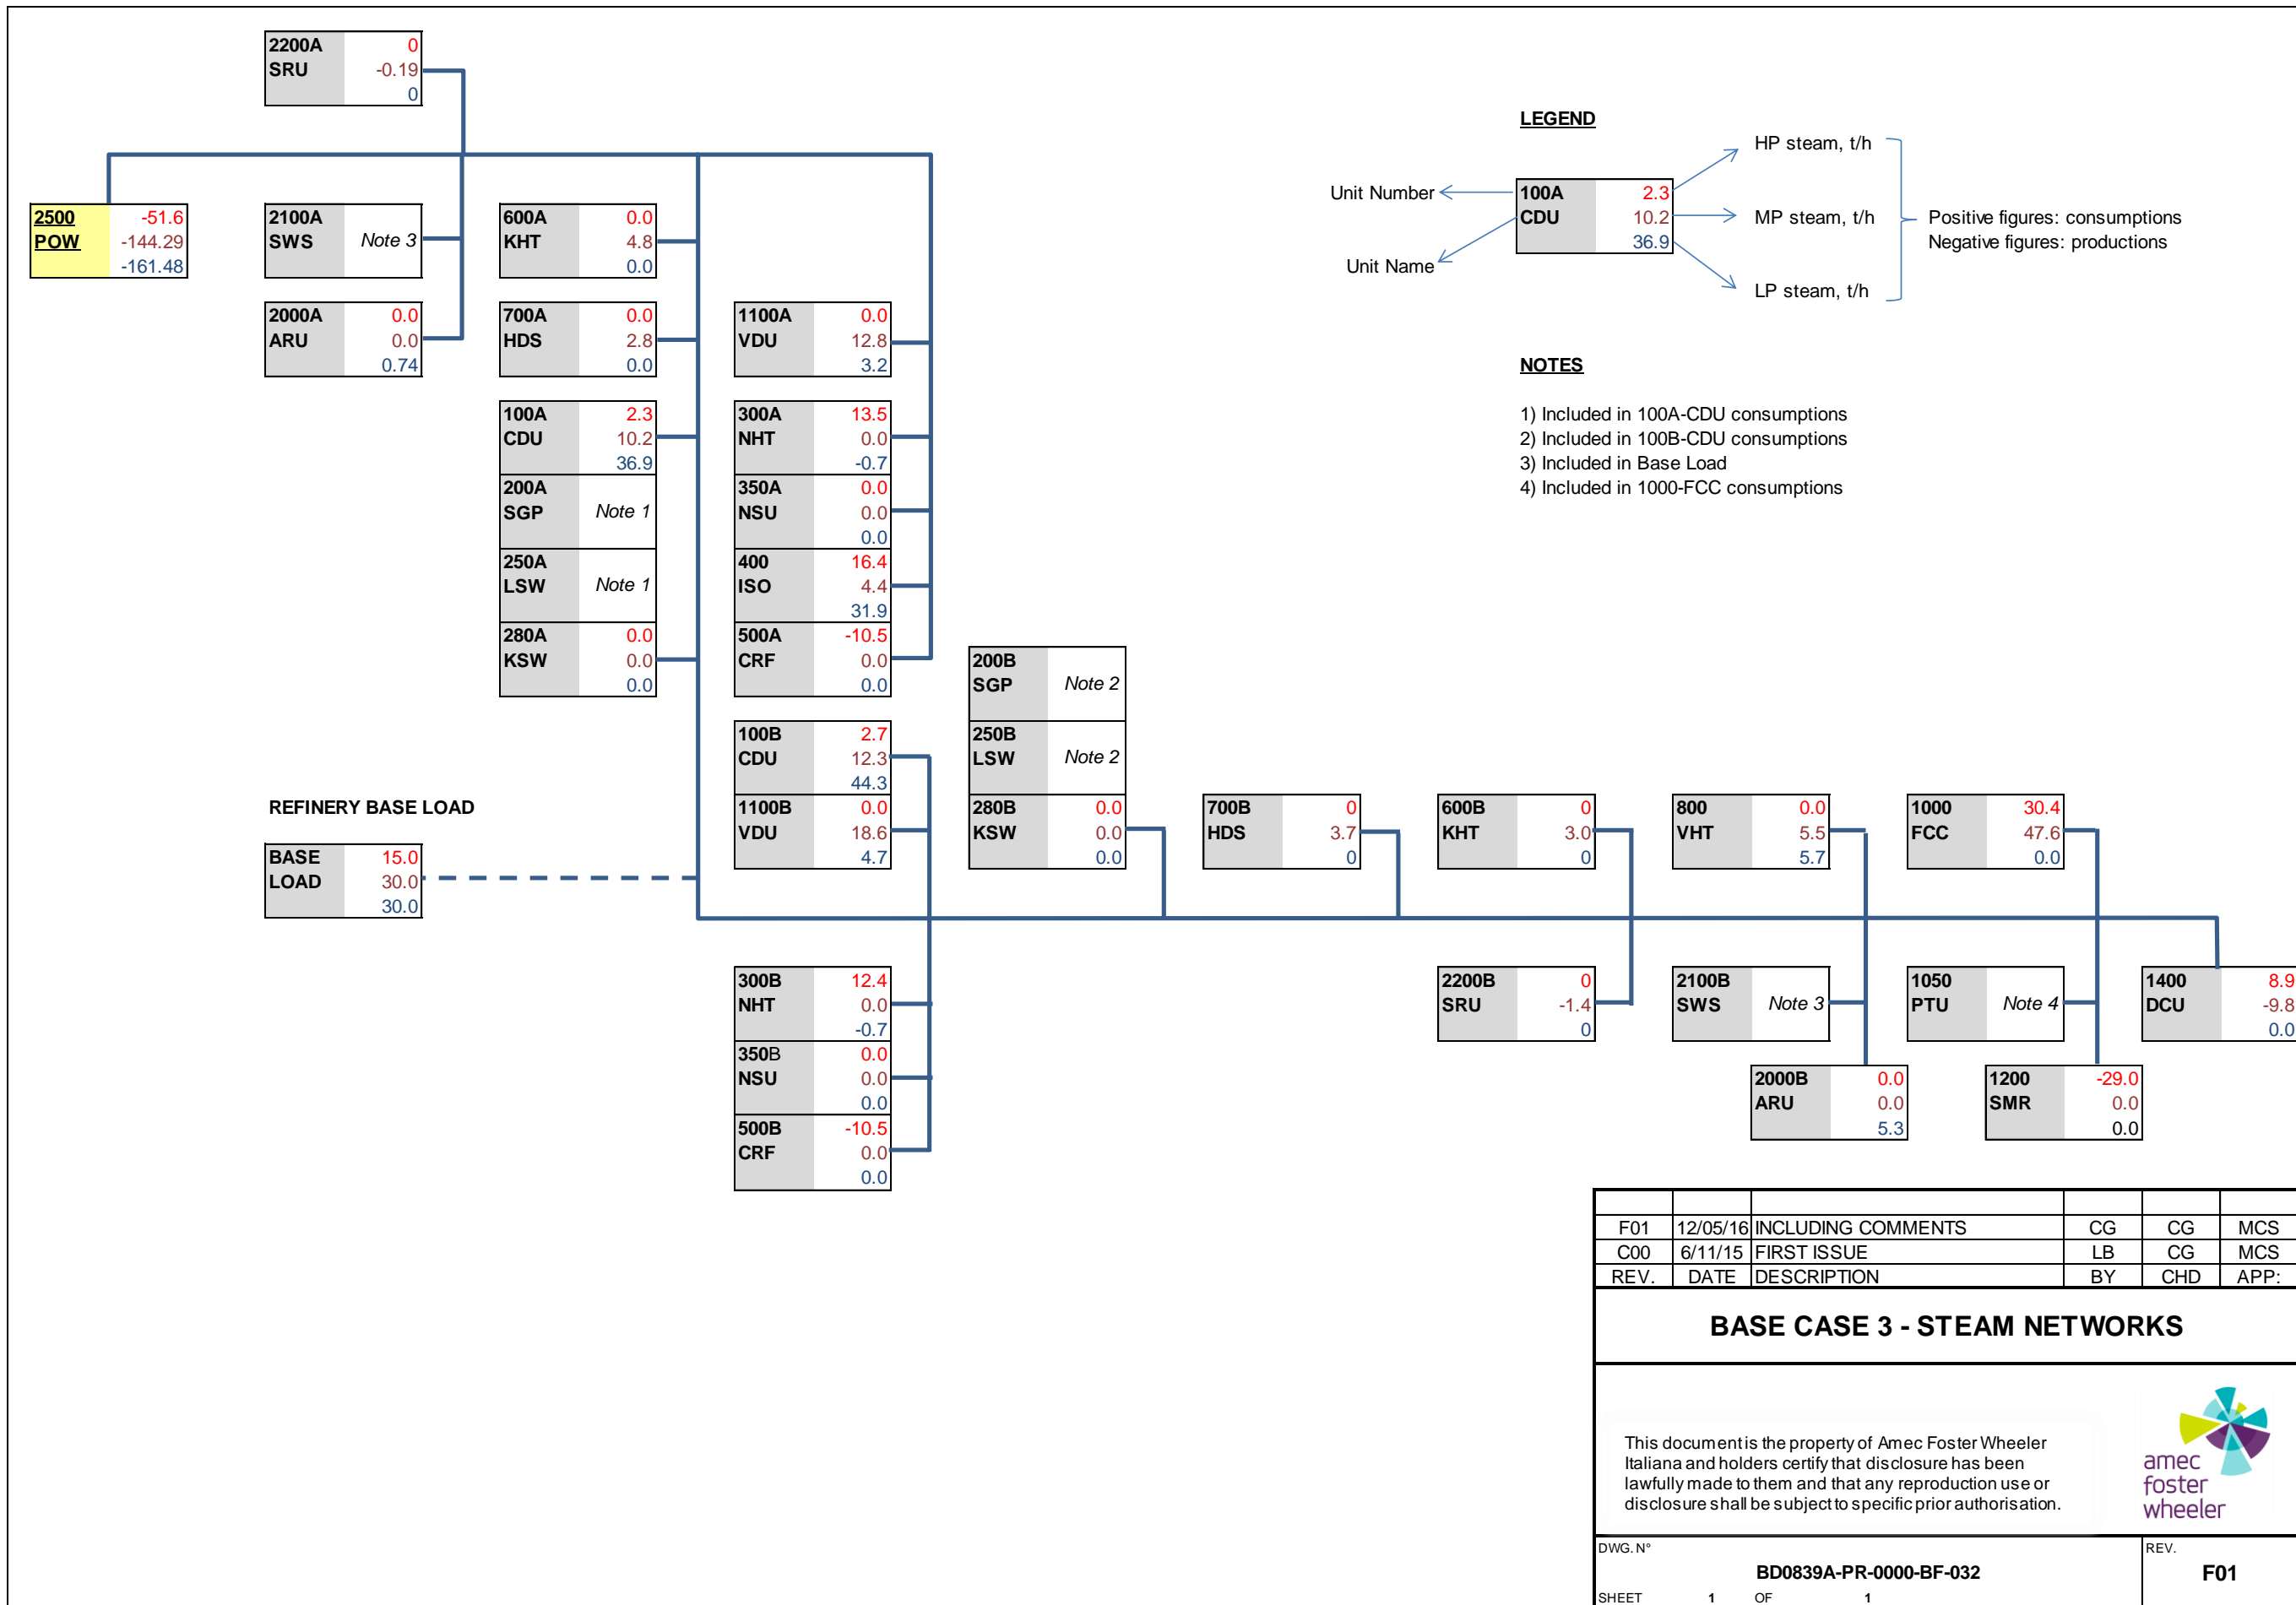 2200A 0
SRU -0.19
0
LEGEND
HP steam, t/h
Unit Number
100A 2.3
CDU 10.2
36.9
MP steam, t/h
Positive figures: consumptions
Negative figures: productions
Unit Name
LP steam, t/h
2500 -51.6
POW -144.29
-161.48
2100A
SWS Note 3
600A 0.0
KHT 4.8
0.0
2000A 0.0
ARU 0.0
0.74
700A 0.0
HDS 2.8
0.0
1100A 0.0
VDU 12.8
3.2
NOTES
1) Included in 100A-CDU consumptions
2) Included in 100B-CDU consumptions
3) Included in Base Load
4) Included in 1000-FCC consumptions
100A 2.3
CDU 10.2
36.9
200A
SGP Note 1
250A
LSW Note 1
280A 0.0
KSW 0.0
0.0
300A 13.5
NHT 0.0
-0.7
350A 0.0
NSU 0.0
0.0
400 16.4
ISO 4.4
31.9
500A -10.5
CRF 0.0
0.0
200B
SGP Note 2
250B
LSW Note 2
280B 0.0
KSW 0.0
0.0
100B 2.7
CDU 12.3
44.3
1100B 0.0
VDU 18.6
4.7
REFINERY BASE LOAD
BASE 15.0
LOAD 30.0
30.0
700B 0
HDS 3.7
0
600B 0
KHT 3.0
0
800 0.0
VHT 5.5
5.7
1000 30.4
FCC 47.6
0.0
300B 12.4
NHT 0.0
-0.7
350B 0.0
NSU 0.0
0.0
500B -10.5
CRF 0.0
0.0
2200B 0
SRU -1.4
0
2100B
SWS Note 3
1050
PTU Note 4
1400 8.9
DCU -9.8
0.0
2000B 0.0
ARU 0.0
5.3
1200 -29.0
SMR 0.0
0.0
F01 12/05/16 INCLUDING COMMENTS CG CG MCS
C00 6/11/15 FIRST ISSUE LB CG MCS
REV. DATE DESCRIPTION BY CHD APP:
BASE CASE 3 - STEAM NETWORKS
This document is the property of Amec Foster Wheeler
Italiana and holders certify that disclosure has been
lawfully made to them and that any reproduction use or
disclosure shall be subject to specific prior authorisation.
amec
foster
wheeler
DWG. N° REV.
BD0839A-PR-0000-BF-032 F01
SHEET 1 OF 1